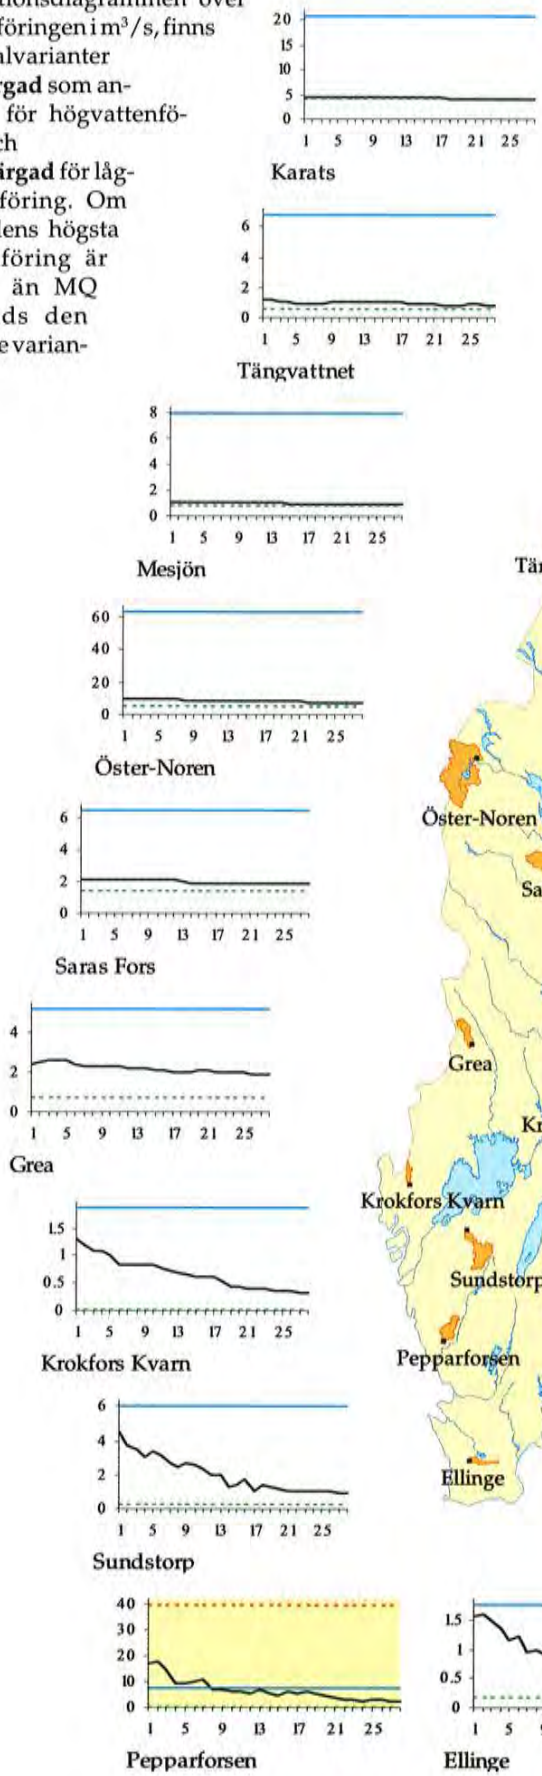 tionsdiagrammen över
föringen i m³/s, finns
alvarianter
rgad som an-
för högvattenfö-
ch
ärgad för låg-
föring. Om
dens högsta
föring är
än MQ
ds den
e varian-
20
15
10
5
0
1 5 9 13 17 21 25
Karats
6
4
2
0
1 5 9 13 17 21 25
Tängvattnet
8
6
4
2
0
1 5 9 13 17 21 25
Mesjön
Tän
60
40
20
0
1 5 9 13 17 21 25
Öster-Noren
Öster-Noren
6
4
2
0
1 5 9 13 17 21 25
Saras Fors
Sa
4
2
0
1 5 9 13 17 21 25
Grea
Grea
Kr
Krokfors Kvarn
1.5
1
0.5
0
1 5 9 13 17 21 25
Krokfors Kvarn
Sundstorp
Pepparforsen
6
4
2
0
1 5 9 13 17 21 25
Sundstorp
Ellinge
40
30
20
10
0
1 5 9 13 17 21 25
Pepparforsen
1.5
1
0.5
0
1 5 9
Ellinge